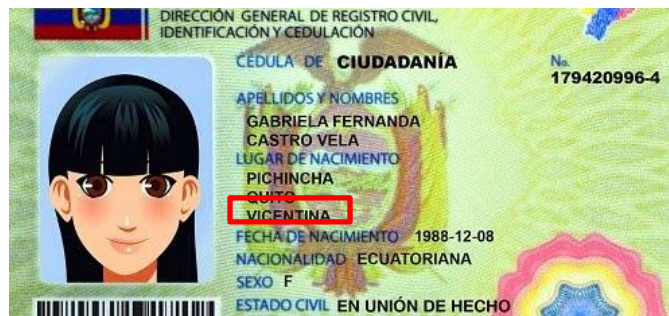 DIRECCIÓN GENERAL DE REGISTRO CIVIL,
IDENTIFICACIÓN Y CEDULACIÓN
CÉDULA DE CIUDADANÍA
No.
179420996-4
APELLIDOS Y NOMBRES
GABRIELA FERNANDA
CASTRO VELA
LUGAR DE NACIMIENTO
PICHINCHA
QUITO
VICENTINA
FECHA DE NACIMIENTO 1988-12-08
NACIONALIDAD ECUATORIANA
SEXO F
ESTADO CIVIL EN UNIÓN DE HECHO